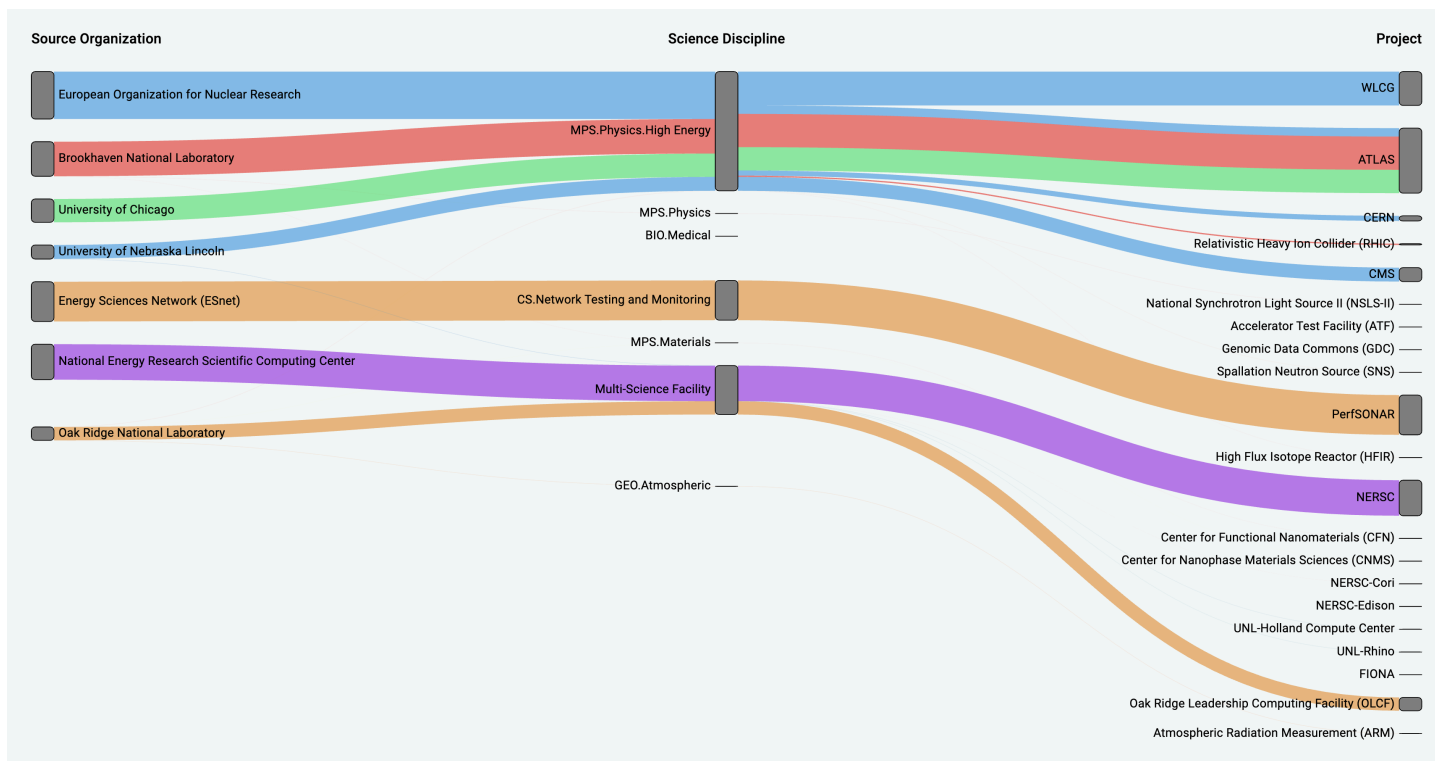 Source Organization
Science Discipline
Project
European Organization for Nuclear Research
Brookhaven National Laboratory
University of Chicago
University of Nebraska Lincoln
Energy Sciences Network (ESnet)
National Energy Research Scientific Computing Center
Oak Ridge National Laboratory
MPS.Physics.High Energy
MPS.Physics
BIO.Medical
CS.Network Testing and Monitoring
MPS.Materials
Multi-Science Facility
GEO.Atmospheric
WLCG
ATLAS
CERN
Relativistic Heavy Ion Collider (RHIC)
CMS
National Synchrotron Light Source II (NSLS-II)
Accelerator Test Facility (ATF)
Genomic Data Commons (GDC)
Spallation Neutron Source (SNS)
PerfSONAR
High Flux Isotope Reactor (HFIR)
NERSC
Center for Functional Nanomaterials (CFN)
Center for Nanophase Materials Sciences (CNMS)
NERSC-Cori
NERSC-Edison
UNL-Holland Compute Center
UNL-Rhino
FIONA
Oak Ridge Leadership Computing Facility (OLCF)
Atmospheric Radiation Measurement (ARM)